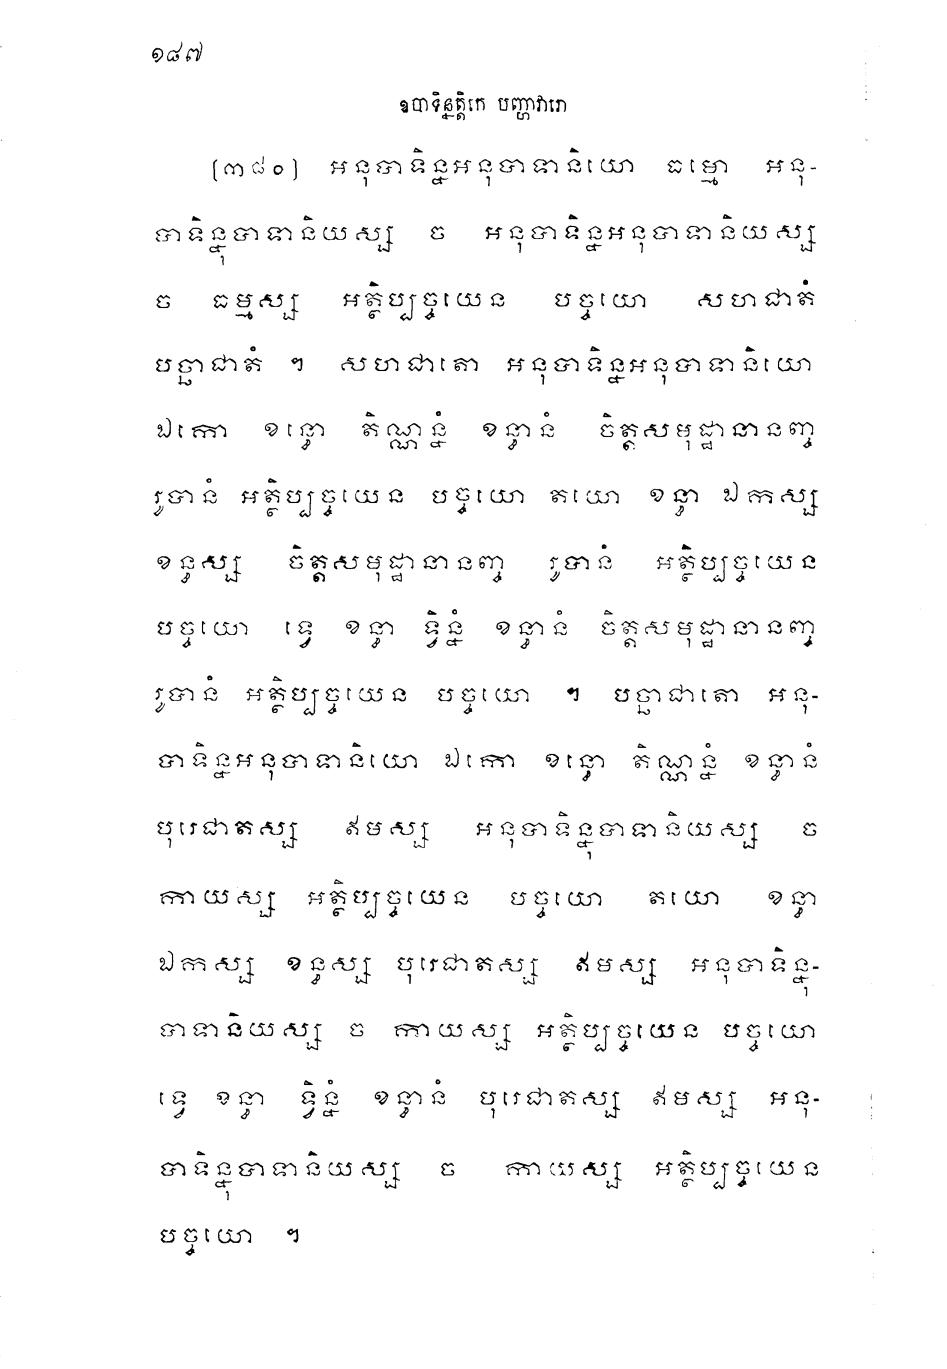 ១៨៧
ឧបាទិន្នត្តិកេ បញ្ហាវារោ
[៣៨០] អនុបាទិន្នអនុបាទានិយោ ធម្មោ អនុ-
បាទិន្នុបាទានិយស្ស ច អនុបាទិន្នអនុបាទានិយស្ស
ច ធម្មស្ស អត្ថិប្បច្ចយេន បច្ចយោ សហជាតំ
បច្ឆាជាតំ ។ សហជាតោ អនុបាទិន្នអនុបាទានិយោ
ឯកោ ខន្ធោ តិណ្ណន្នំ ខន្ធានំ ចិត្តសមុដ្ឋានានញ្ច
រូបានំ អត្ថិប្បច្ចយេន បច្ចយោ តយោ ខន្ធា ឯកស្ស
ខន្ធស្ស ចិត្តសមុដ្ឋានានញ្ច រូបានំ អត្ថិប្បច្ចយេន
បច្ចយោ ទ្វេ ខន្ធា ទ្វិន្នំ ខន្ធានំ ចិត្តសមុដ្ឋានានញ្ច
រូបានំ អត្ថិប្បច្ចយេន បច្ចយោ ។ បច្ឆាជាតោ អនុ-
បាទិន្នអនុបាទានិយោ ឯកោ ខន្ធោ តិណ្ណន្នំ ខន្ធានំ
បុរេជាតស្ស ឥមស្ស អនុបាទិន្នុបាទានិយស្ស ច
កាយស្ស អត្ថិប្បច្ចយេន បច្ចយោ តយោ ខន្ធា
ឯកស្ស ខន្ធស្ស បុរេជាតស្ស ឥមស្ស អនុបាទិន្នុ-
បាទានិយស្ស ច កាយស្ស អត្ថិប្បច្ចយេន បច្ចយោ
ទ្វេ ខន្ធា ទ្វិន្នំ ខន្ធានំ បុរេជាតស្ស ឥមស្ស អនុ-
បាទិន្នុបាទានិយស្ស ច កាយស្ស អត្ថិប្បច្ចយេន
បច្ចយោ ។